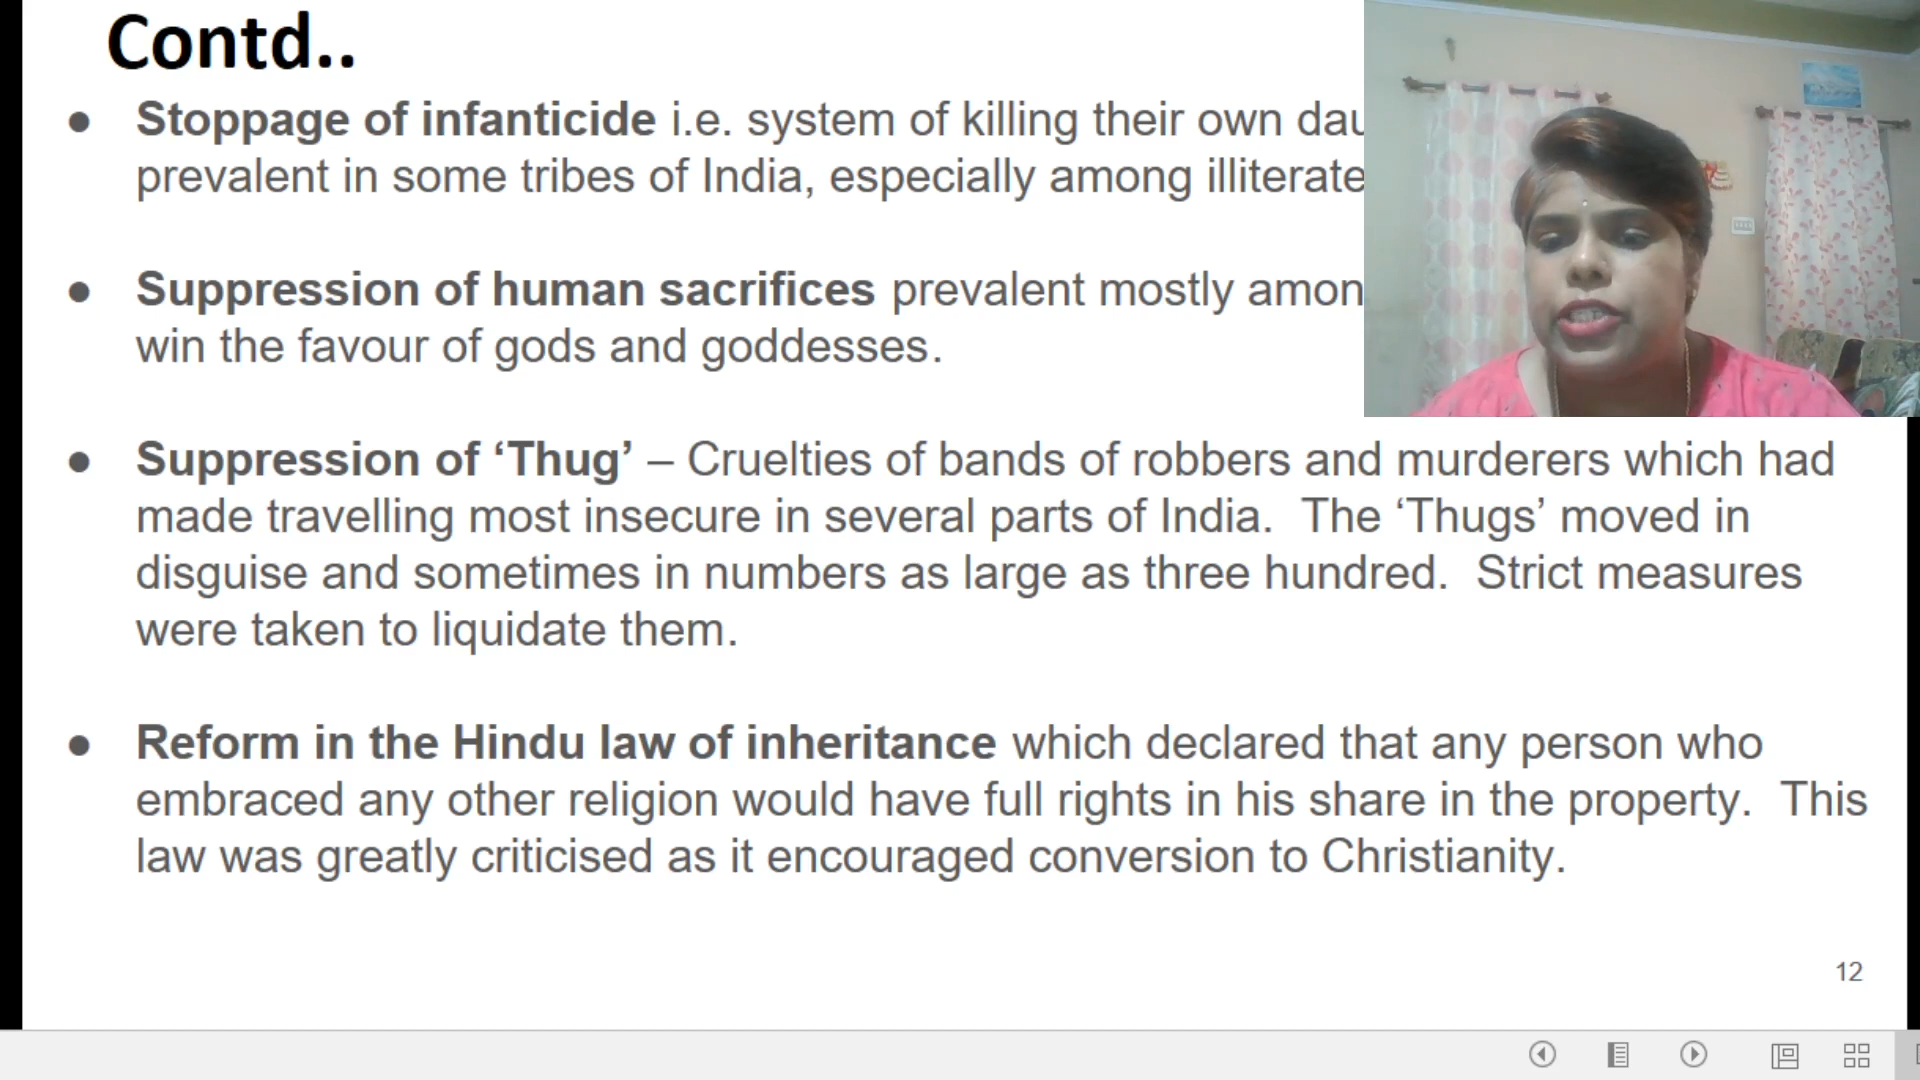 Contd..
● Stoppage of infanticide i.e. system of killing their own
prevalent in some tribes of India, especially among illiterate
● Suppression of human sacrifices prevalent mostly
win the favour of gods and goddesses.
● Suppression of ‘Thug’ – Cruelties of bands of robbers and murderers which had
made travelling most insecure in several parts of India. The ‘Thugs’ moved in
disguise and sometimes in numbers as large as three hundred. Strict measures
were taken to liquidate them.
● Reform in the Hindu law of inheritance which declared that any person who
embraced any other religion would have full rights in his share in the property. This
law was greatly criticised as it encouraged conversion to Christianity.
12